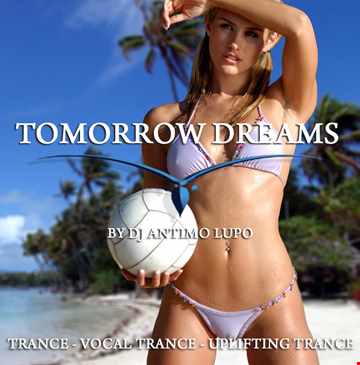 TOMORROW DREAMS
BY DJ ANTIMO LUPO
TRANCE - VOCAL TRANCE - UPLIFTING TRANCE